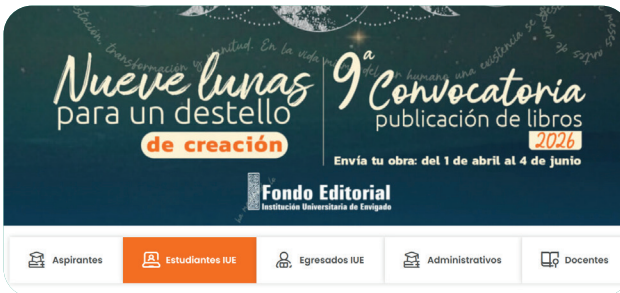 Nueve lunas
para un destello
de creación
9ª Convocatoria
publicación de libros
2026
Envía tu obra: del 1 de abril al 4 de junio
Fondo Editorial
Institución Universitaria de Envigado
Aspirantes
Estudiantes IUE
Egresados IUE
Administrativos
Docentes